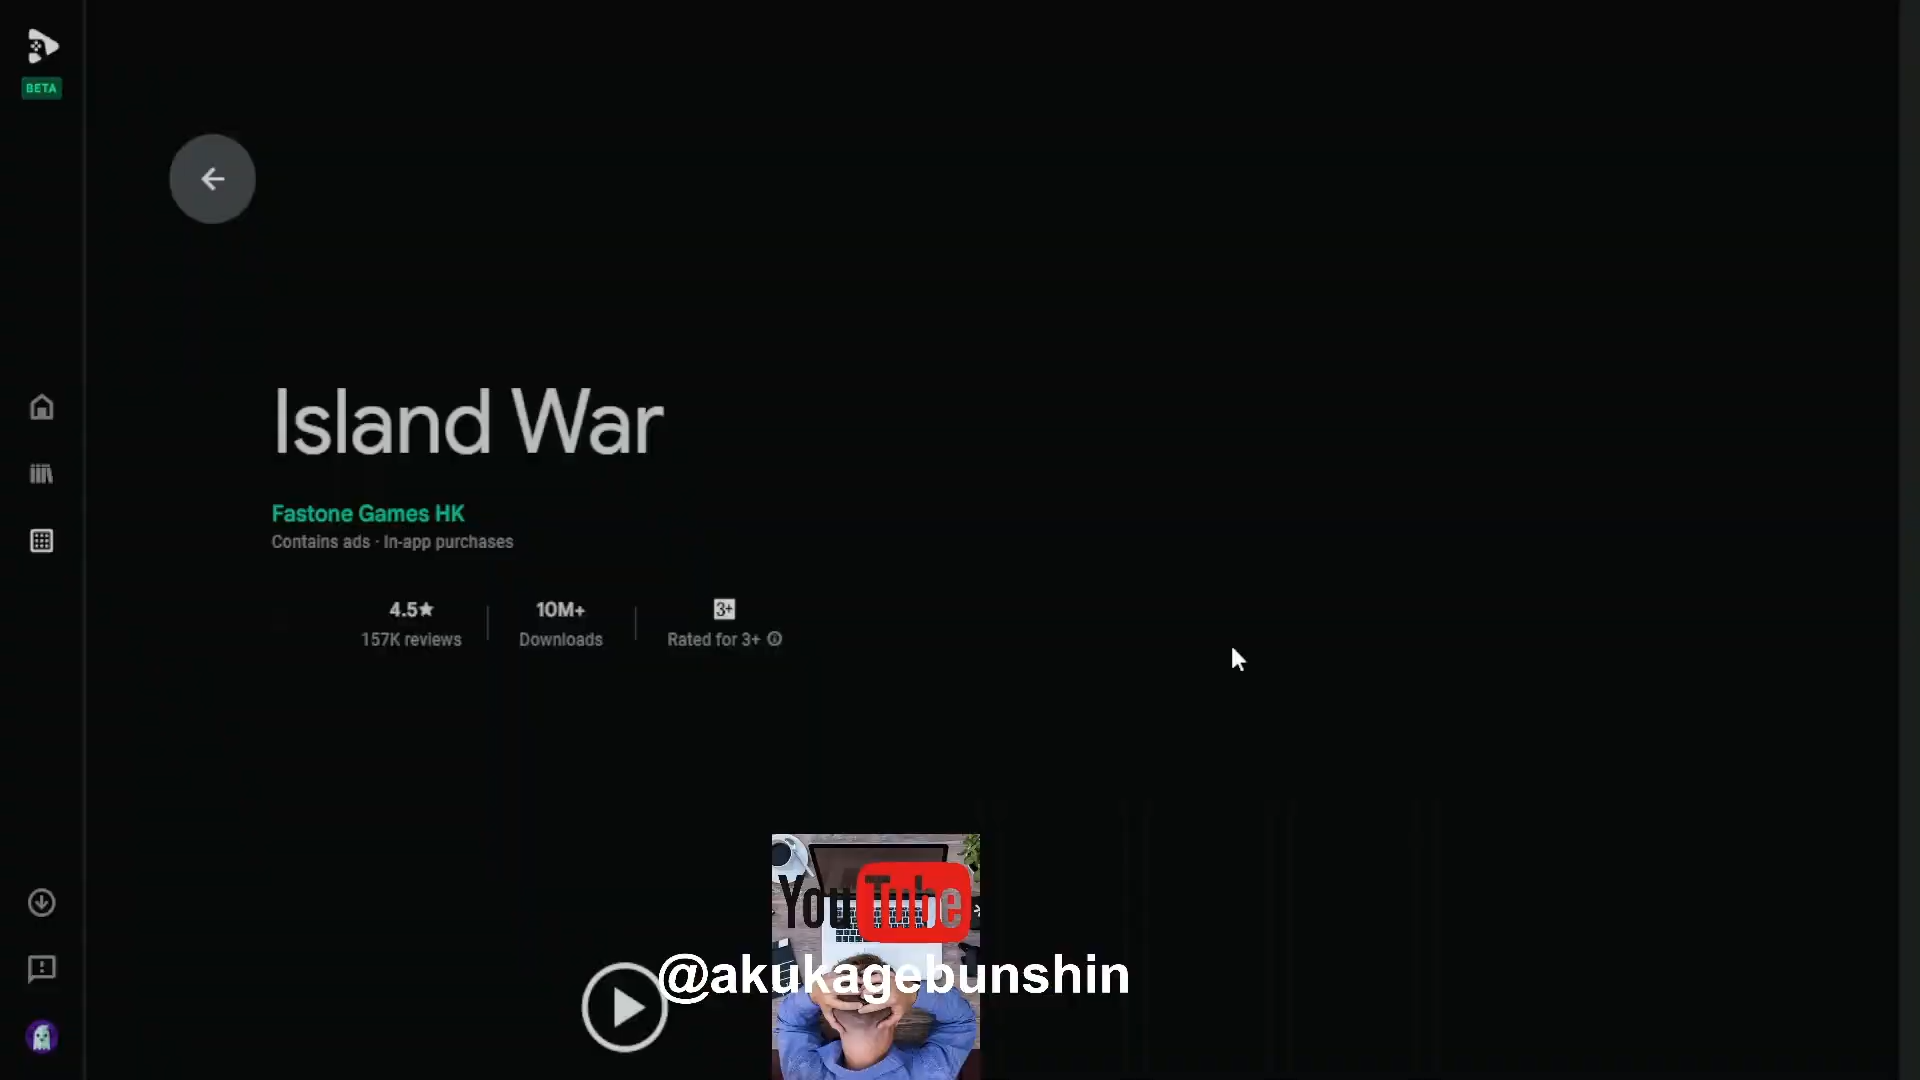 BETA
Island War
Fastone Games HK
Contains ads · In-app purchases
4.5★
157K reviews
10M+
Downloads
3+
Rated for 3+
YouTube
@akukagebunshin